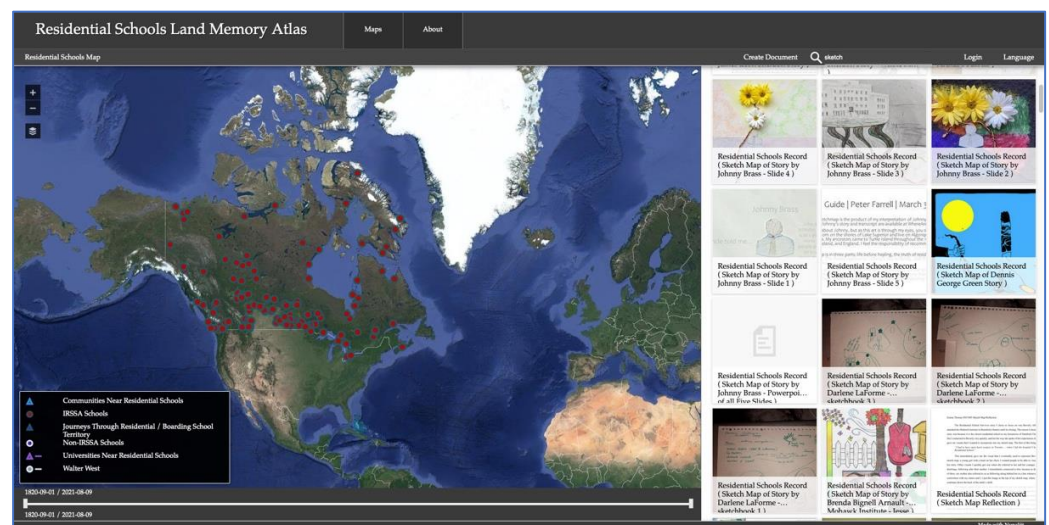 Residential Schools Land Memory Atlas
Maps
About
Residential Schools Map
Create Document
sketch
Login
Language
+
−
Residential Schools Record
( Sketch Map of Story by
Johnny Brass - Slide 4 )
Residential Schools Record
( Sketch Map of Story by
Johnny Brass - Slide 3 )
Residential Schools Record
( Sketch Map of Story by
Johnny Brass - Slide 2 )
Johnny Brass
Residential Schools Record
( Sketch Map of Story by
Johnny Brass - Slide 1 )
Guide | Peter Farrell | March
Residential Schools Record
( Sketch Map of Story by
Johnny Brass - Slide 5 )
Residential Schools Record
( Sketch Map of Dennis
George Green Story )
Residential Schools Record
( Sketch Map of Story by
Johnny Brass - Powerpoi...
of all Five Slides )
Residential Schools Record
( Sketch Map of Story by
Darlene LaForme -...
sketchbook 3 )
Residential Schools Record
( Sketch Map of Story by
Darlene LaForme -...
sketchbook 2 )
Residential Schools Record
( Sketch Map of Story by
Darlene LaForme -...
sketchbook 1 )
Residential Schools Record
( Sketch Map of Story by
Brenda Bignell Arnault -...
Mohawk Institute - Jesse )
Residential Schools Record
( Sketch Map Reflection )
Communities Near Residential Schools
IRSSA Schools
Journeys Through Residential / Boarding School
Territory
Non-IRSSA Schools
Universities Near Residential Schools
Walter West
1820-09-01 / 2021-08-09
1820-09-01 / 2021-08-09